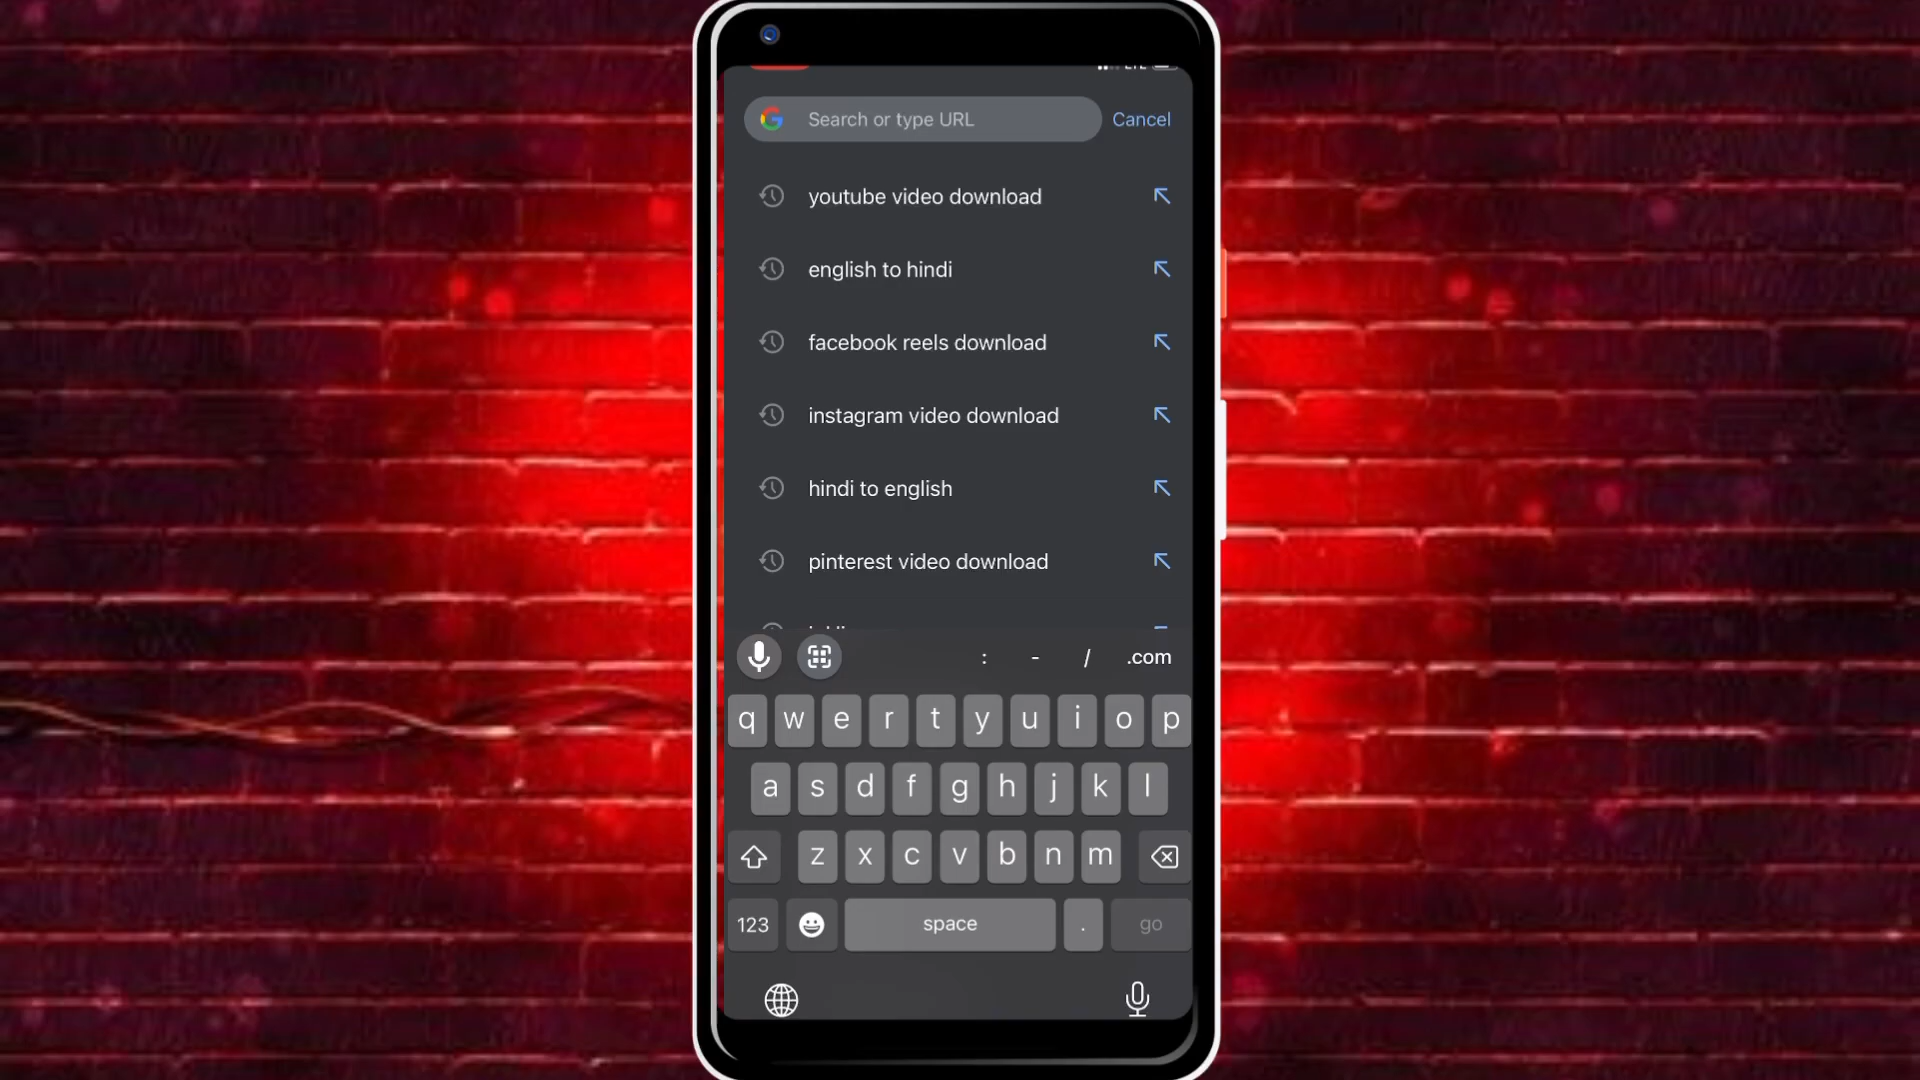 Search or type URL Cancel
youtube video download
english to hindi
facebook reels download
instagram video download
hindi to english
pinterest video download
: - / .com
q w e r t y u i o p
a s d f g h j k l
z x c v b n m
123 space . go